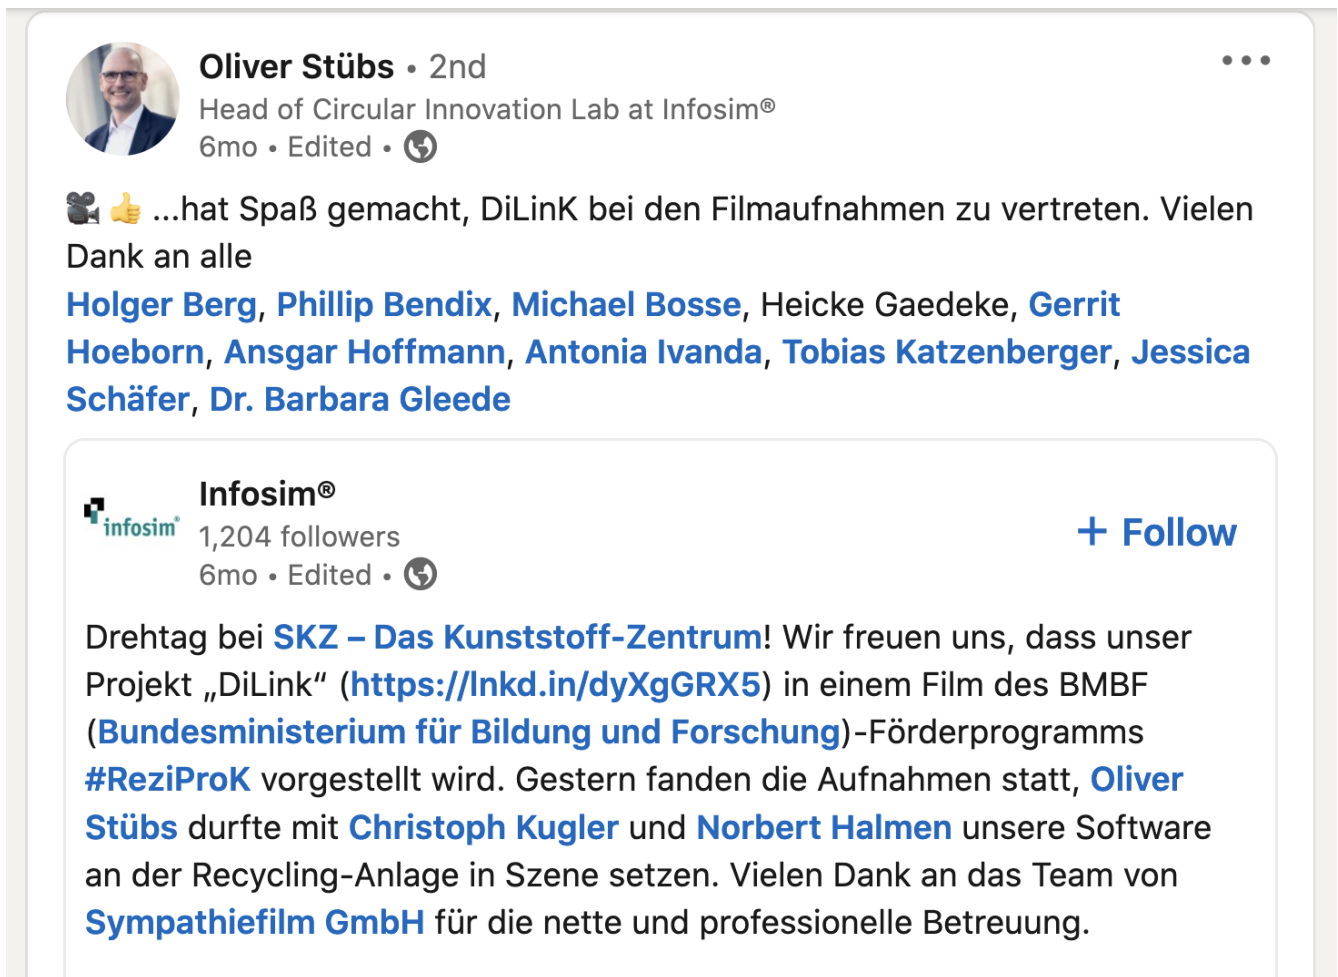 Oliver Stübs • 2nd
Head of Circular Innovation Lab at Infosim®
6mo • Edited •
...hat Spaß gemacht, DiLinK bei den Filmaufnahmen zu vertreten. Vielen
Dank an alle
Holger Berg, Phillip Bendix, Michael Bosse, Heicke Gaedeke, Gerrit
Hoeborn, Ansgar Hoffmann, Antonia Ivanda, Tobias Katzenberger, Jessica
Schäfer, Dr. Barbara Gleede
infosim®
Infosim®
1,204 followers
6mo • Edited •
+ Follow
Drehtag bei SKZ – Das Kunststoff-Zentrum! Wir freuen uns, dass unser
Projekt „DiLink“ (https://lnkd.in/dyXgGRX5) in einem Film des BMBF
(Bundesministerium für Bildung und Forschung)-Förderprogramms
#ReziProK vorgestellt wird. Gestern fanden die Aufnahmen statt, Oliver
Stübs durfte mit Christoph Kugler und Norbert Halmen unsere Software
an der Recycling-Anlage in Szene setzen. Vielen Dank an das Team von
Sympathiefilm GmbH für die nette und professionelle Betreuung.